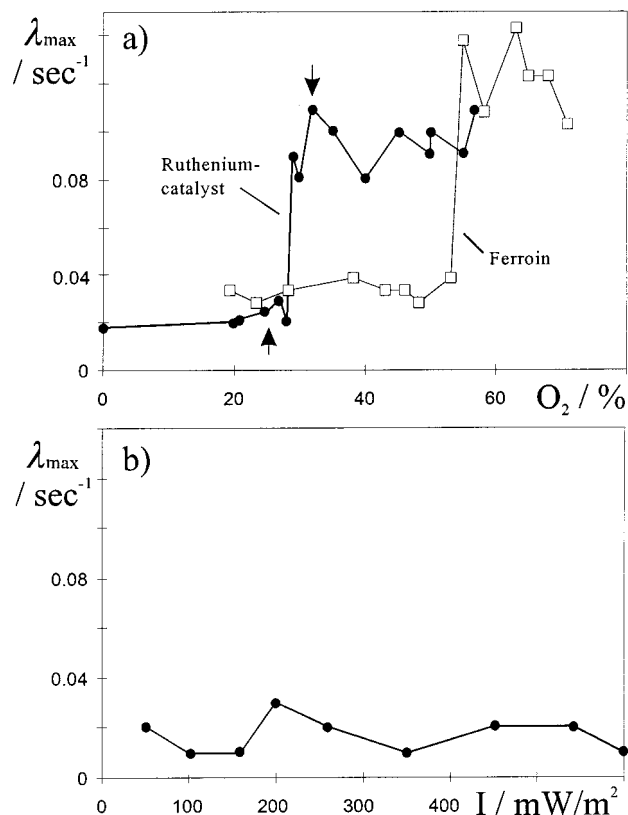 λmax
/ sec-1
a)
0.08
0.04
0
Ruthenium-
catalyst
Ferroin
0 20 40 60
O2 / %
λmax
/ sec-1
b)
0.08
0.04
0
0 100 200 300 400
I / mW/m2